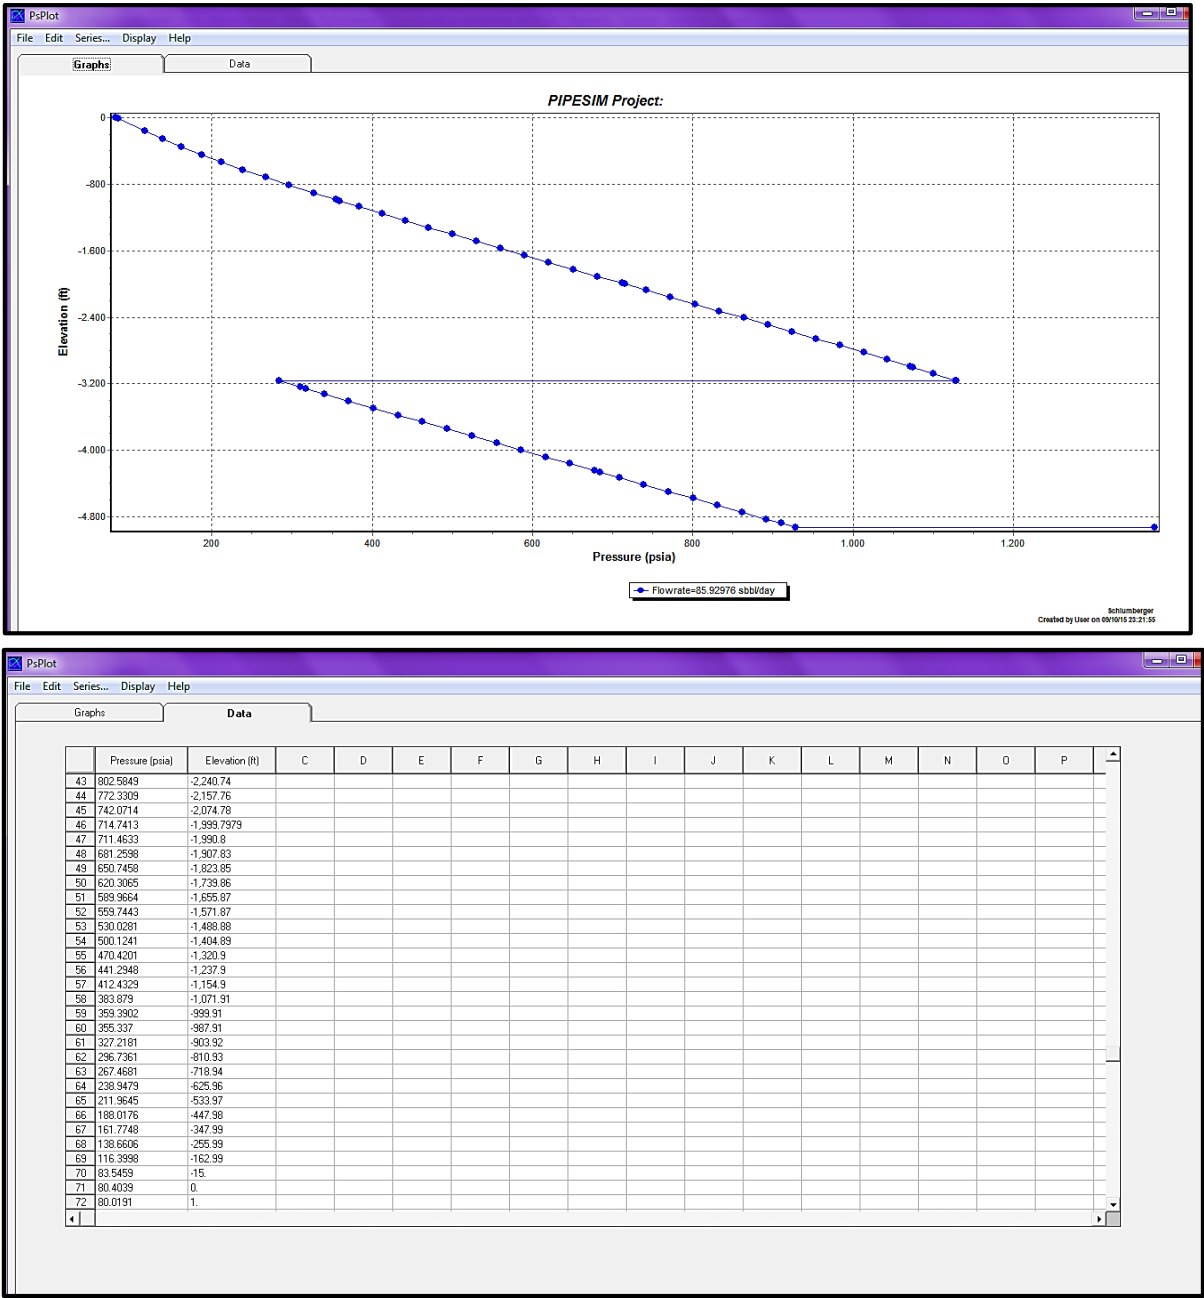 PsPlot
File Edit Series... Display Help
Graphs Data
PIPESIM Project:
0
-800
-1.600
-2.400
-3.200
-4.000
-4.800
Elevation (ft)
200 400 600 800 1.000 1.200
Pressure (psia)
Flowrate=85.92976 sbbl/day
Schlumberger
Created by User on 09/10/15 23:21:55
PsPlot
File Edit Series... Display Help
Graphs Data
Pressure (psia) Elevation (ft) C D E F G H I J K L M N O P
43 802.5849 -2,240.74
44 772.3309 -2,157.76
45 742.0714 -2,074.78
46 714.7413 -1,999.7979
47 711.4633 -1,990.8
48 681.2598 -1,907.83
49 650.7458 -1,823.85
50 620.3065 -1,739.86
51 589.9664 -1,655.87
52 559.7443 -1,571.87
53 530.0281 -1,488.88
54 500.1241 -1,404.89
55 470.4201 -1,320.9
56 441.2948 -1,237.9
57 412.4329 -1,154.9
58 383.879 -1,071.91
59 359.3902 -999.91
60 355.337 -987.91
61 327.2181 -903.92
62 296.7361 -810.93
63 267.4681 -718.94
64 238.9479 -625.96
65 211.9645 -533.97
66 188.0176 -447.98
67 161.7748 -347.99
68 138.6606 -255.99
69 116.3998 -162.99
70 83.5459 -15.
71 80.4039 0.
72 80.0191 1.